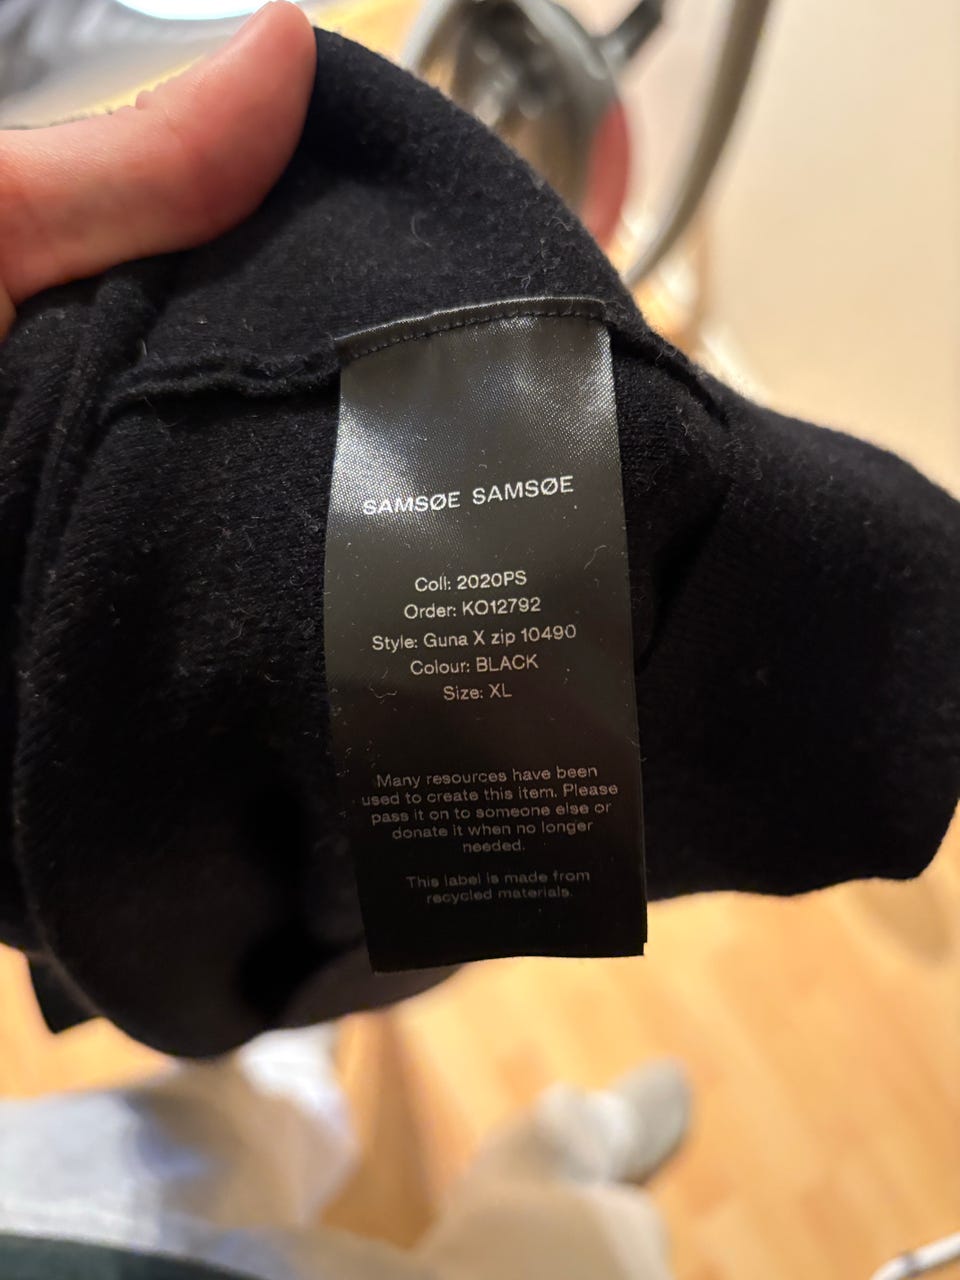 SAMSØE SAMSØE
Coll: 2020PS
Order: KO12792
Style: Guna X zip 10490
Colour: BLACK
Size: XL
Many resources have been
used to create this item. Please
pass it on to someone else or
donate it when no longer
needed.
This label is made from
recycled materials.